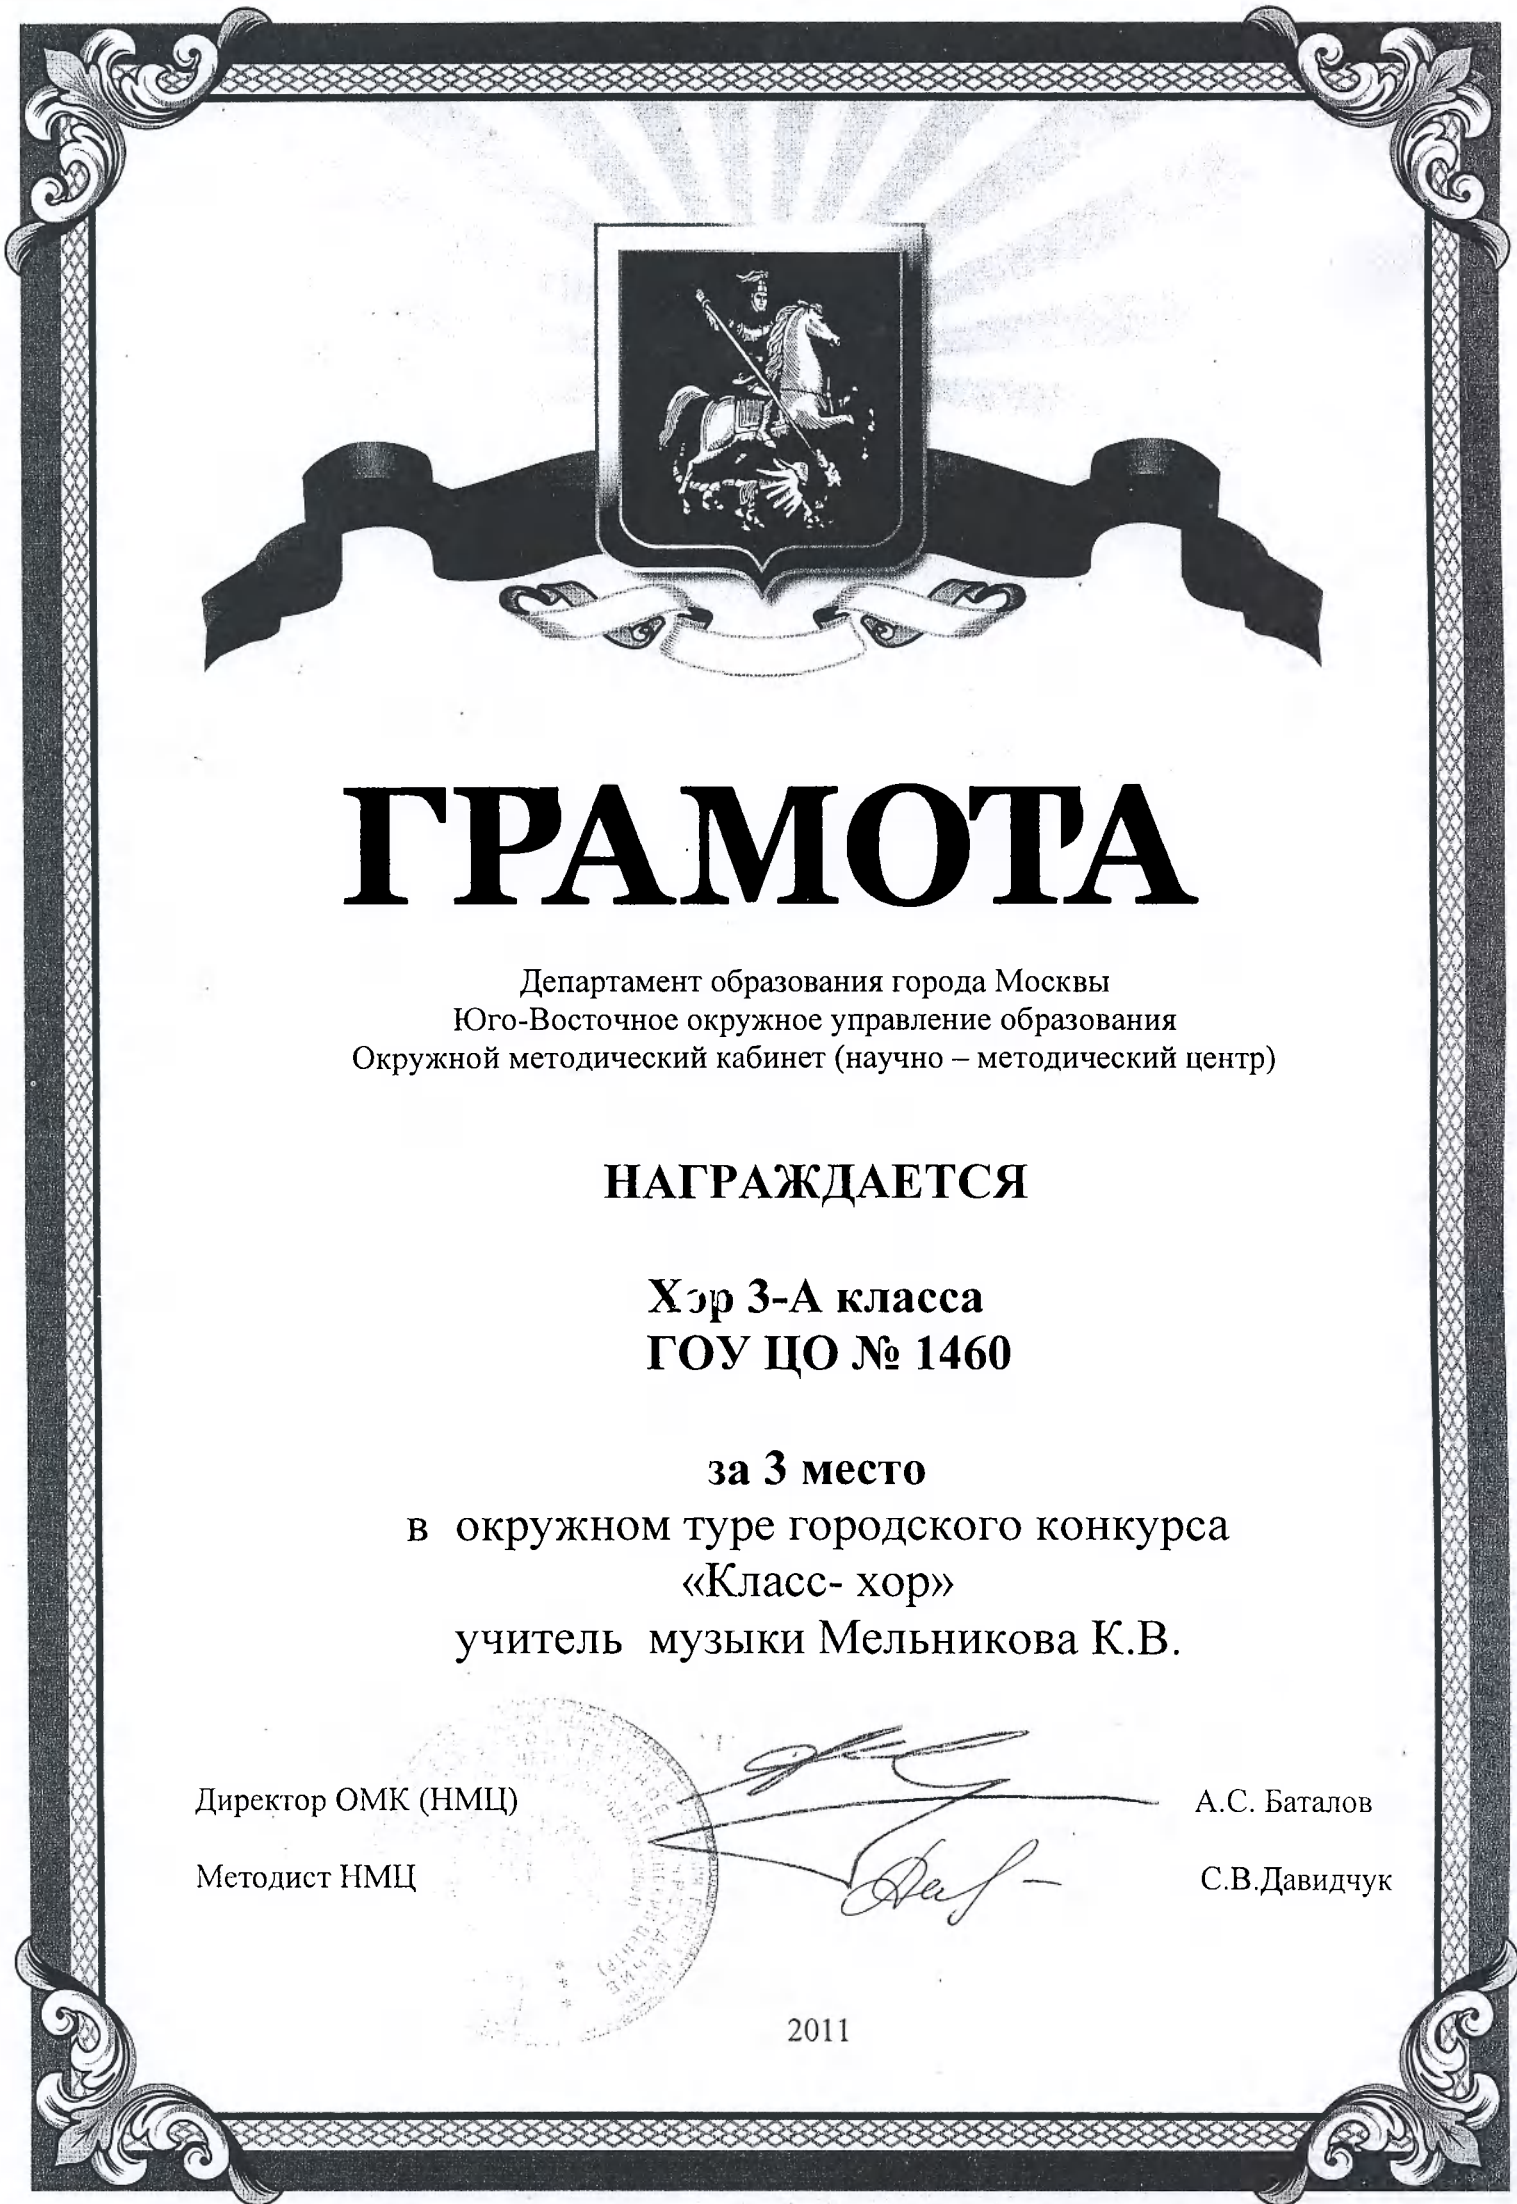 ГРАМОТА
Департамент образования города Москвы
Юго-Восточное окружное управление образования
Окружной методический кабинет (научно – методический центр)
НАГРАЖДАЕТСЯ
Хор 3-А класса
ГОУ ЦО № 1460
за 3 место
в окружном туре городского конкурса
«Класс- хор»
учитель музыки Мельникова К.В.
Директор ОМК (НМЦ) А.С. Баталов
Методист НМЦ С.В.Давидчук
2011